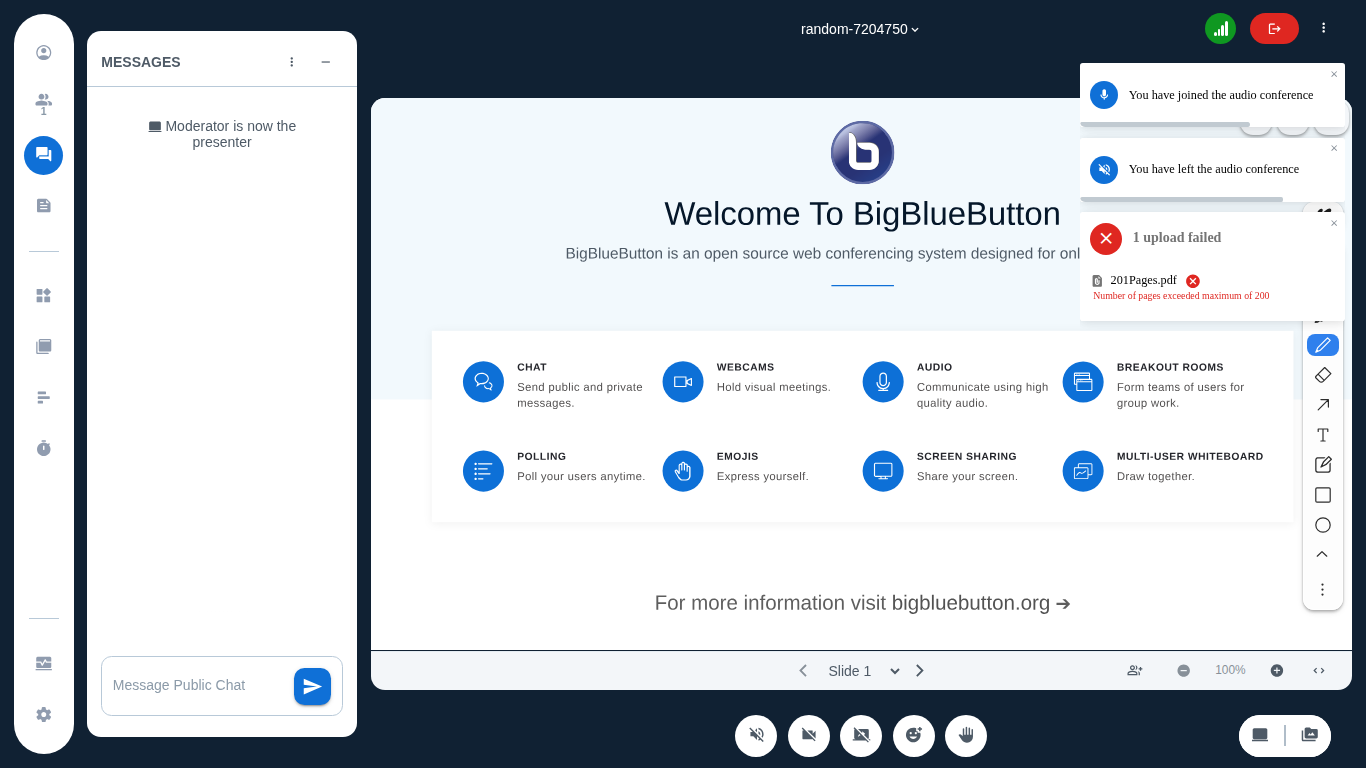 random-7204750
MESSAGES
1
Moderator is now the
presenter
Message Public Chat
You have joined the audio conference
You have left the audio conference
1 upload failed
201Pages.pdf
Number of pages exceeded maximum of 200
Welcome To BigBlueButton
BigBlueButton is an open source web conferencing system designed for onl
CHAT
Send public and private
messages.
WEBCAMS
Hold visual meetings.
AUDIO
Communicate using high
quality audio.
BREAKOUT ROOMS
Form teams of users for
group work.
POLLING
Poll your users anytime.
EMOJIS
Express yourself.
SCREEN SHARING
Share your screen.
MULTI-USER WHITEBOARD
Draw together.
For more information visit bigbluebutton.org ➔
Slide 1
100%